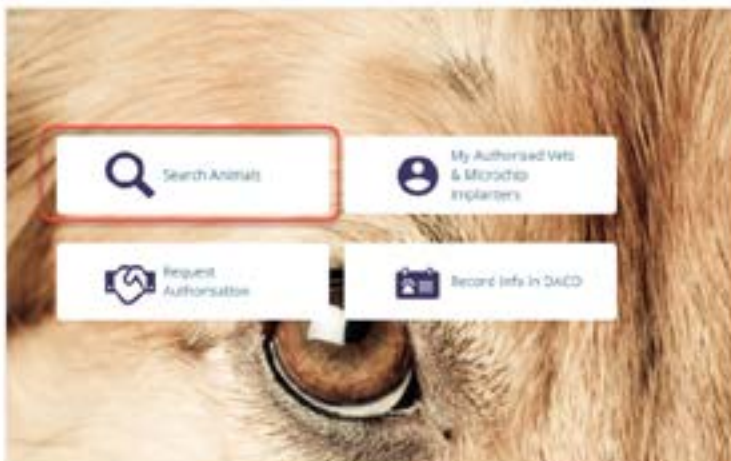 Search Animals
My Authorised Vets
& Microchip
Implanters
Request
Authorisation
Record Info in DACO